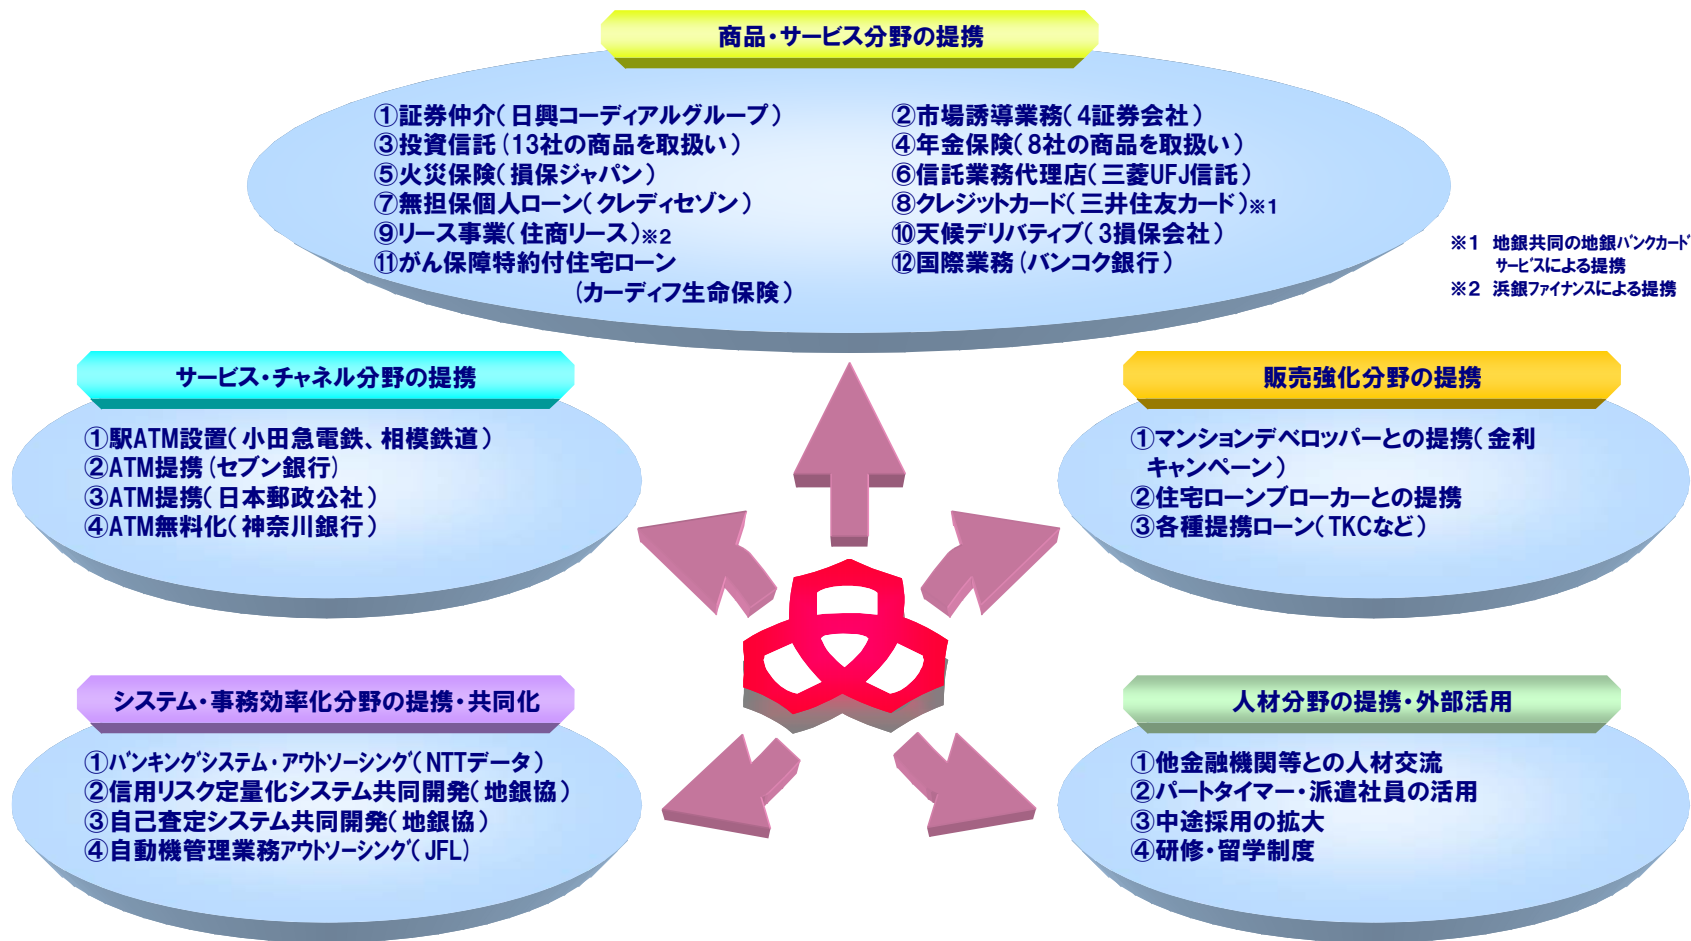 商品・サービス分野の提携
①証券仲介(日興コーディアルグループ)
②市場誘導業務(4証券会社)
③投資信託(13社の商品を取扱い)
④年金保険(8社の商品を取扱い)
⑤火災保険(損保ジャパン)
⑥信託業務代理店(三菱UFJ信託)
⑦無担保個人ローン(クレディセゾン)
⑧クレジットカード(三井住友カード)※1
⑨リース事業(住商リース)※2
⑩天候デリバティブ(3損保会社)
⑪がん保障特約付住宅ローン
(カーディフ生命保険)
⑫国際業務(バンコク銀行)
※1 地銀共同の地銀バンクカード
サービスによる提携
※2 浜銀ファイナンスによる提携
サービス・チャネル分野の提携
①駅ATM設置(小田急電鉄、相模鉄道)
②ATM提携(セブン銀行)
③ATM提携(日本郵政公社)
④ATM無料化(神奈川銀行)
販売強化分野の提携
①マンションデベロッパーとの提携(金利
キャンペーン)
②住宅ローンブローカーとの提携
③各種提携ローン(TKCなど)
システム・事務効率化分野の提携・共同化
①バンキングシステム・アウトソーシング(NTTデータ)
②信用リスク定量化システム共同開発(地銀協)
③自己査定システム共同開発(地銀協)
④自動機管理業務アウトソーシング(JFL)
人材分野の提携・外部活用
①他金融機関等との人材交流
②パートタイマー・派遣社員の活用
③中途採用の拡大
④研修・留学制度